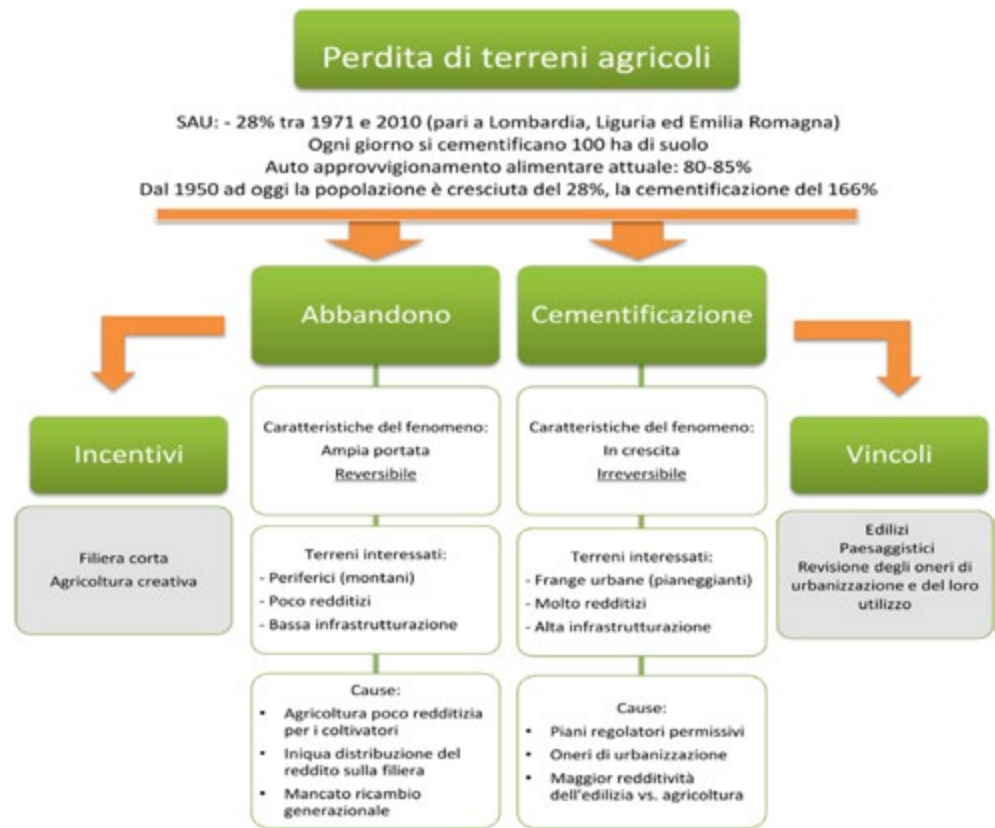 Perdita di terreni agricoli
SAU: - 28% tra 1971 e 2010 (pari a Lombardia, Liguria ed Emilia Romagna)
Ogni giorno si cementificano 100 ha di suolo
Auto approvvigionamento alimentare attuale: 80-85%
Dal 1950 ad oggi la popolazione è cresciuta del 28%, la cementificazione del 166%
Abbandono
Cementificazione
Incentivi
Filiera corta
Agricoltura creativa
Caratteristiche del fenomeno:
Ampia portata
Reversibile
Terreni interessati:
- Periferici (montani)
- Poco redditizi
- Bassa infrastrutturazione
Cause:
• Agricoltura poco redditizia
per i coltivatori
• Iniqua distribuzione del
reddito sulla filiera
• Mancato ricambio
generazionale
Caratteristiche del fenomeno:
In crescita
Irreversibile
Terreni interessati:
- Frange urbane (pianeggianti)
- Molto redditizi
- Alta infrastrutturazione
Cause:
• Piani regolatori permissivi
• Oneri di urbanizzazione
• Maggior redditività
dell'edilizia vs. agricoltura
Vincoli
Edilizi
Paesaggistici
Revisione degli oneri di
urbanizzazione e del loro
utilizzo